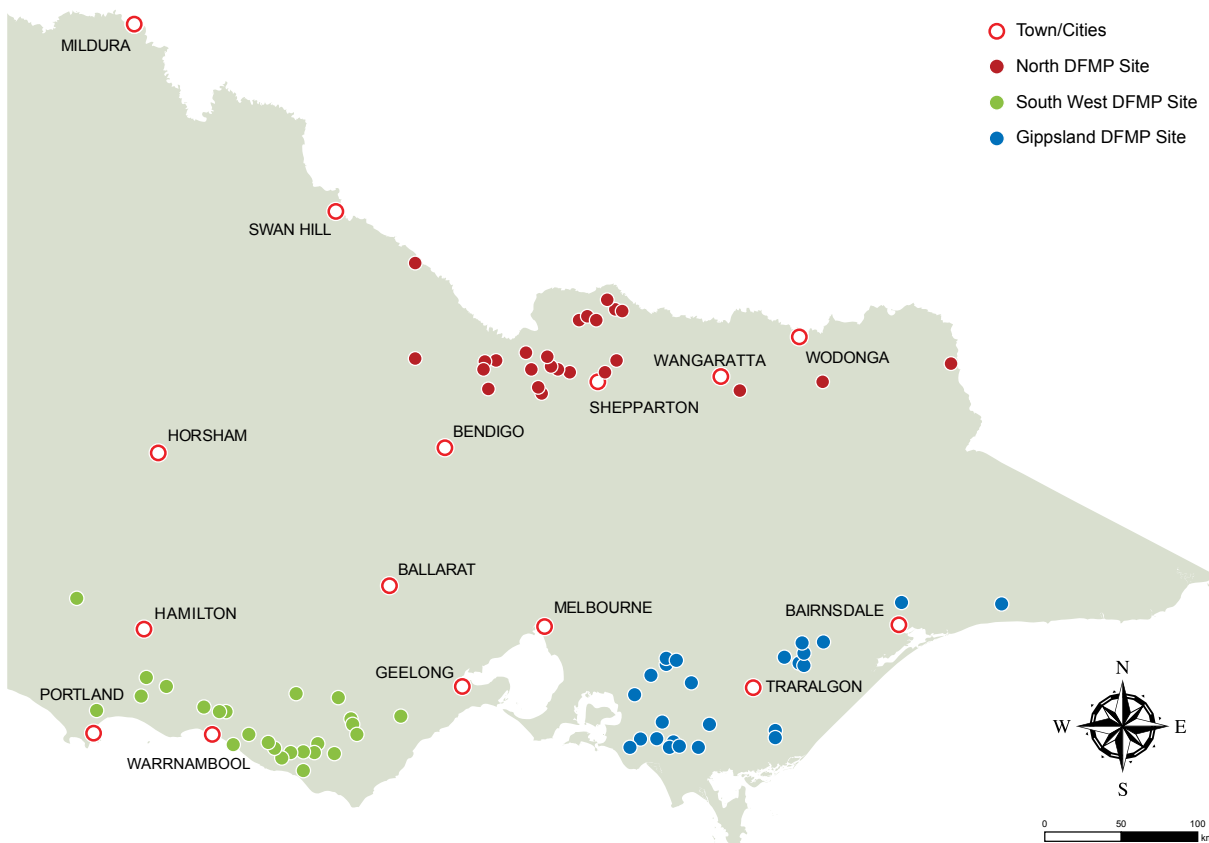 MILDURA
Town/Cities
North DFMP Site
South West DFMP Site
Gippsland DFMP Site
SWAN HILL
WANGARATTA
WODONGA
SHEPPARTON
HORSHAM
BENDIGO
BALLARAT
HAMILTON
MELBOURNE
BAIRNSDALE
GEELONG
PORTLAND
TRARALGON
WARRNAMBOOL
N
W
E
S
0 50 100
km